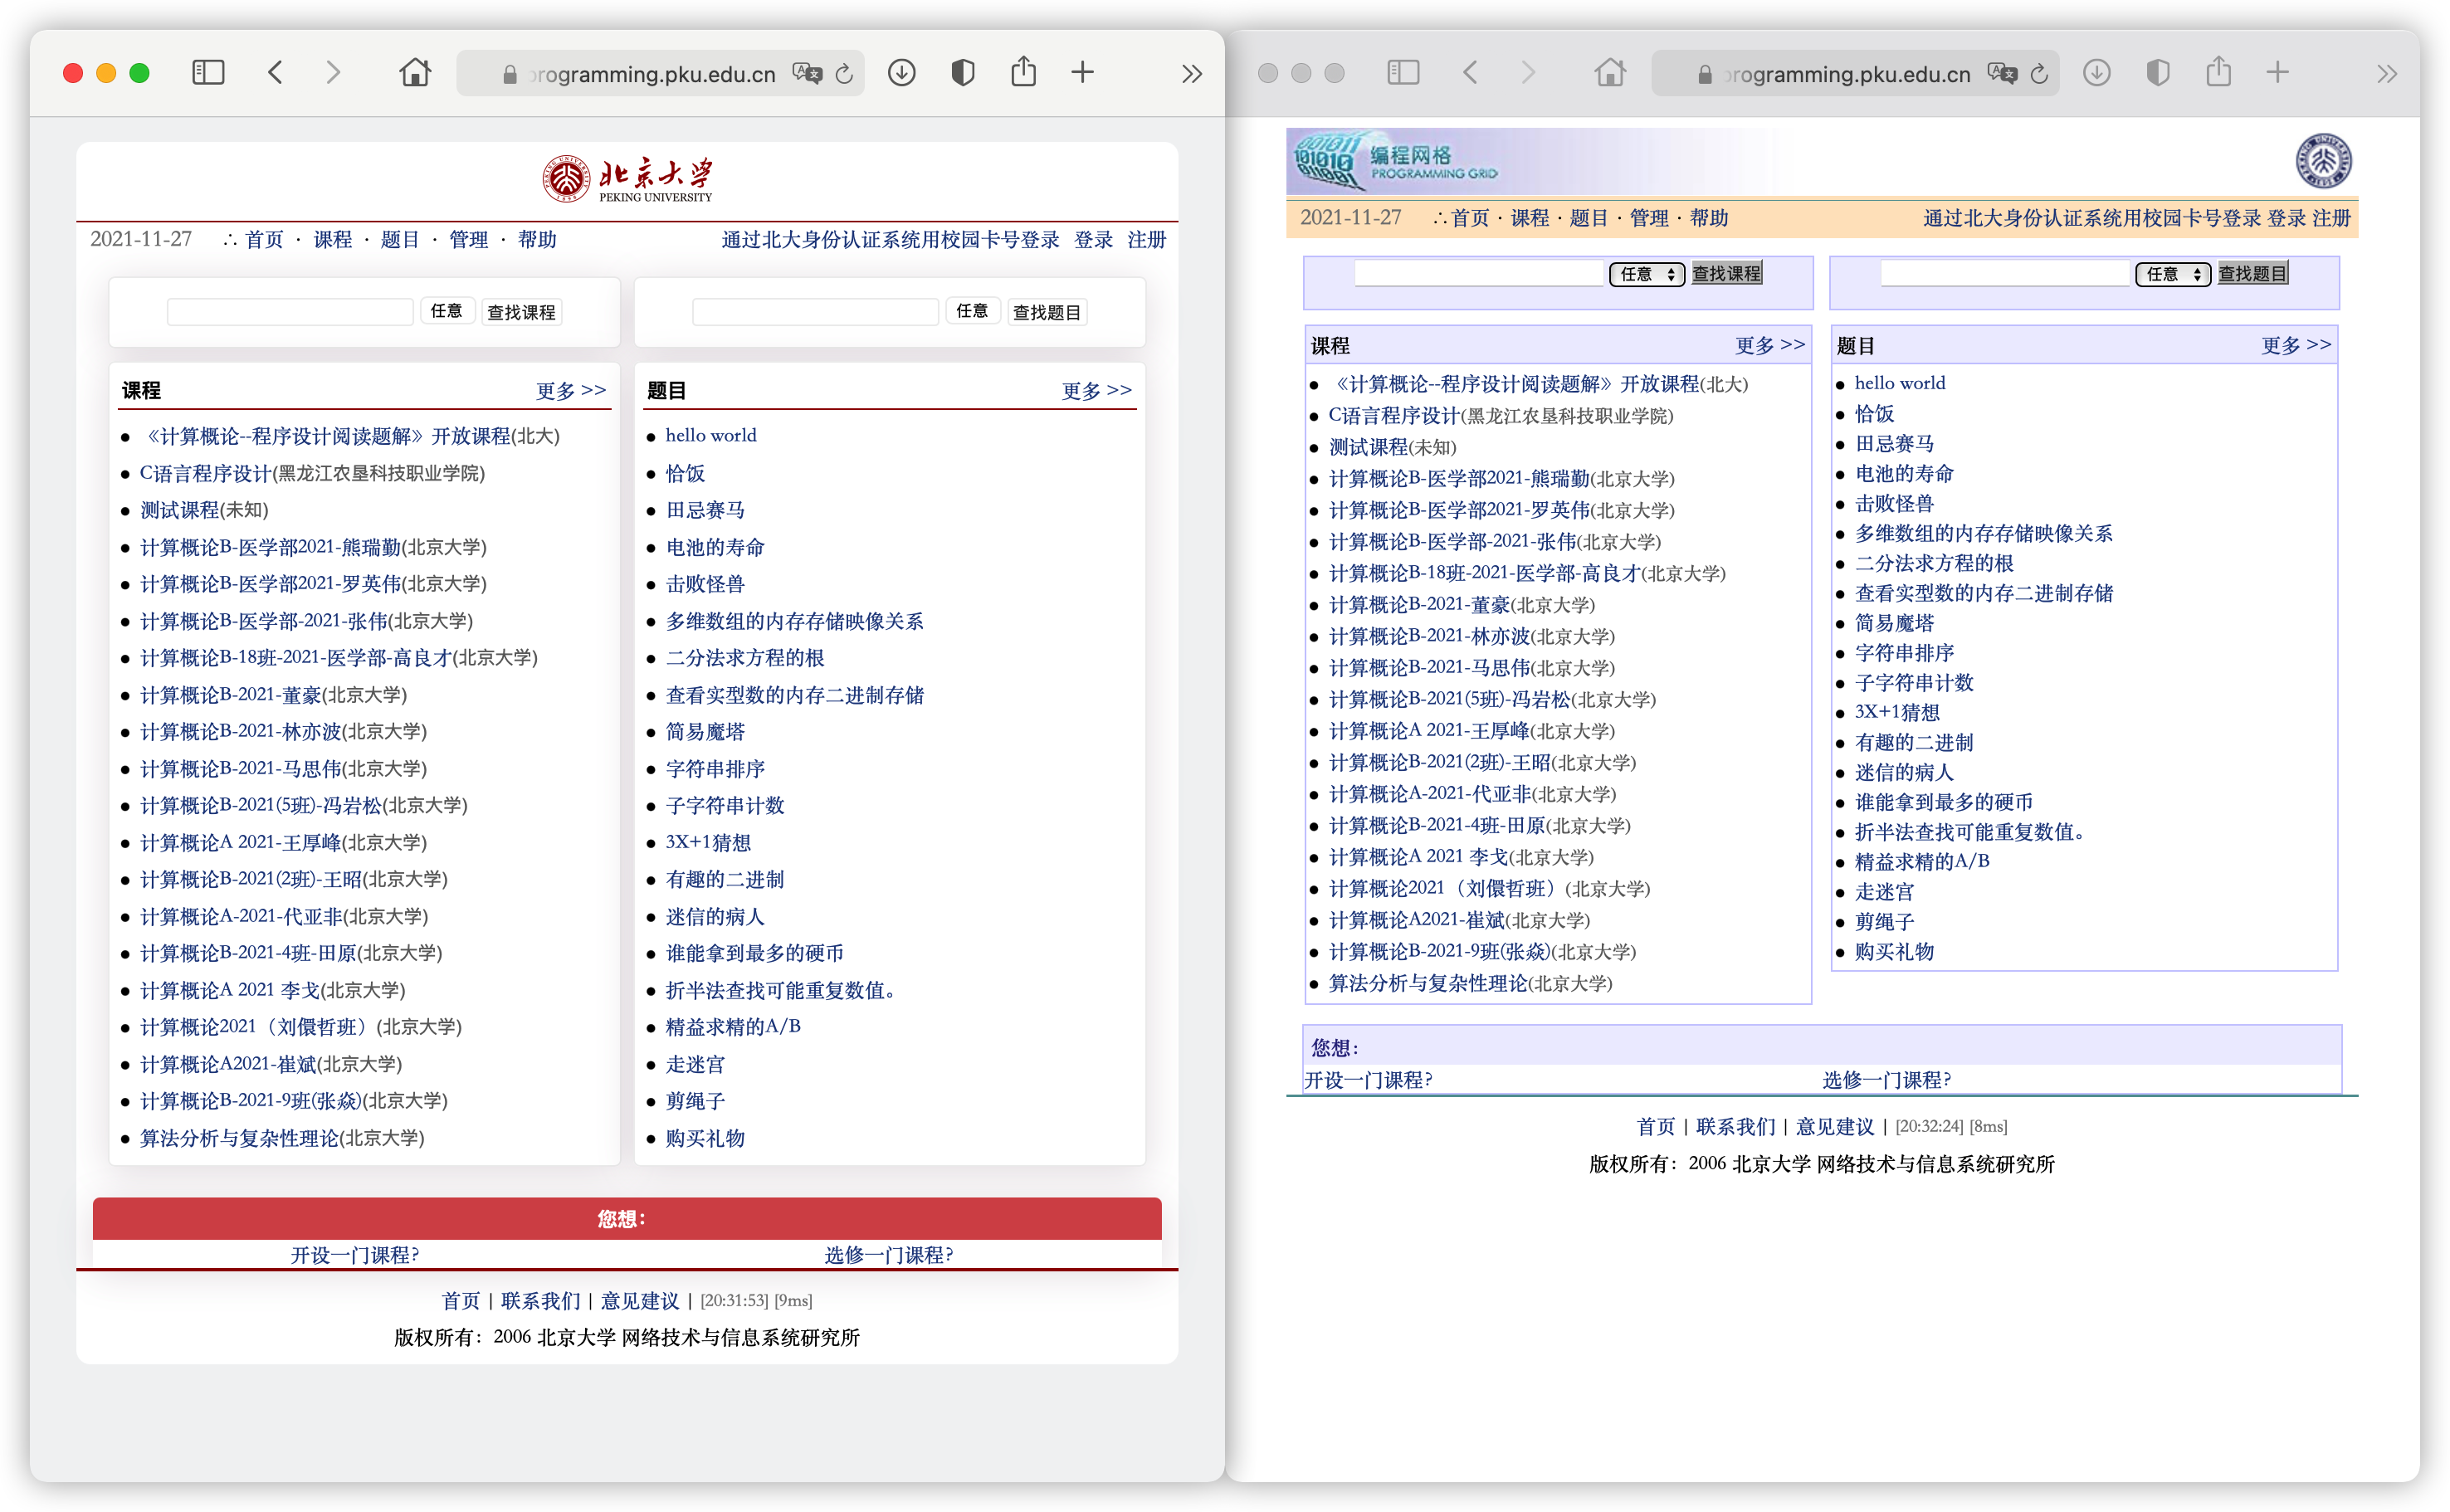 programming.pku.edu.cn
北京大学
PEKING UNIVERSITY
2021-11-27 ∴ 首页 · 课程 · 题目 · 管理 · 帮助 通过北大身份认证系统用校园卡号登录 登录 注册
任意 查找课程 任意 查找题目
课程 更多 >>
《计算概论--程序设计阅读题解》开放课程(北大)
C语言程序设计(黑龙江农垦科技职业学院)
测试课程(未知)
计算概论B-医学部2021-熊瑞勤(北京大学)
计算概论B-医学部2021-罗英伟(北京大学)
计算概论B-医学部-2021-张伟(北京大学)
计算概论B-18班-2021-医学部-高良才(北京大学)
计算概论B-2021-董豪(北京大学)
计算概论B-2021-林亦波(北京大学)
计算概论B-2021-马思伟(北京大学)
计算概论B-2021(5班)-冯岩松(北京大学)
计算概论A 2021-王厚峰(北京大学)
计算概论B-2021(2班)-王昭(北京大学)
计算概论A-2021-代亚非(北京大学)
计算概论B-2021-4班-田原(北京大学)
计算概论A 2021 李戈(北京大学)
计算概论2021（刘儇哲班）(北京大学)
计算概论A2021-崔斌(北京大学)
计算概论B-2021-9班(张焱)(北京大学)
算法分析与复杂性理论(北京大学)
题目 更多 >>
hello world
恰饭
田忌赛马
电池的寿命
击败怪兽
多维数组的内存存储映像关系
二分法求方程的根
查看实型数的内存二进制存储
简易魔塔
字符串排序
子字符串计数
3X+1猜想
有趣的二进制
迷信的病人
谁能拿到最多的硬币
折半法查找可能重复数值。
精益求精的A/B
走迷宫
剪绳子
购买礼物
您想：
开设一门课程? 选修一门课程?
首页 | 联系我们 | 意见建议 | [20:31:53] [9ms]
版权所有：2006 北京大学 网络技术与信息系统研究所
programming.pku.edu.cn
编程网格
PROGRAMMING GRID
2021-11-27 ∴首页 · 课程 · 题目 · 管理 · 帮助 通过北大身份认证系统用校园卡号登录 登录 注册
任意 查找课程 任意 查找题目
课程 更多 >>
《计算概论--程序设计阅读题解》开放课程(北大)
C语言程序设计(黑龙江农垦科技职业学院)
测试课程(未知)
计算概论B-医学部2021-熊瑞勤(北京大学)
计算概论B-医学部2021-罗英伟(北京大学)
计算概论B-医学部-2021-张伟(北京大学)
计算概论B-18班-2021-医学部-高良才(北京大学)
计算概论B-2021-董豪(北京大学)
计算概论B-2021-林亦波(北京大学)
计算概论B-2021-马思伟(北京大学)
计算概论B-2021(5班)-冯岩松(北京大学)
计算概论A 2021-王厚峰(北京大学)
计算概论B-2021(2班)-王昭(北京大学)
计算概论A-2021-代亚非(北京大学)
计算概论B-2021-4班-田原(北京大学)
计算概论A 2021 李戈(北京大学)
计算概论2021（刘儇哲班）(北京大学)
计算概论A2021-崔斌(北京大学)
计算概论B-2021-9班(张焱)(北京大学)
算法分析与复杂性理论(北京大学)
题目 更多 >>
hello world
恰饭
田忌赛马
电池的寿命
击败怪兽
多维数组的内存存储映像关系
二分法求方程的根
查看实型数的内存二进制存储
简易魔塔
字符串排序
子字符串计数
3X+1猜想
有趣的二进制
迷信的病人
谁能拿到最多的硬币
折半法查找可能重复数值。
精益求精的A/B
走迷宫
剪绳子
购买礼物
您想：
开设一门课程? 选修一门课程?
首页 | 联系我们 | 意见建议 | [20:32:24] [8ms]
版权所有：2006 北京大学 网络技术与信息系统研究所